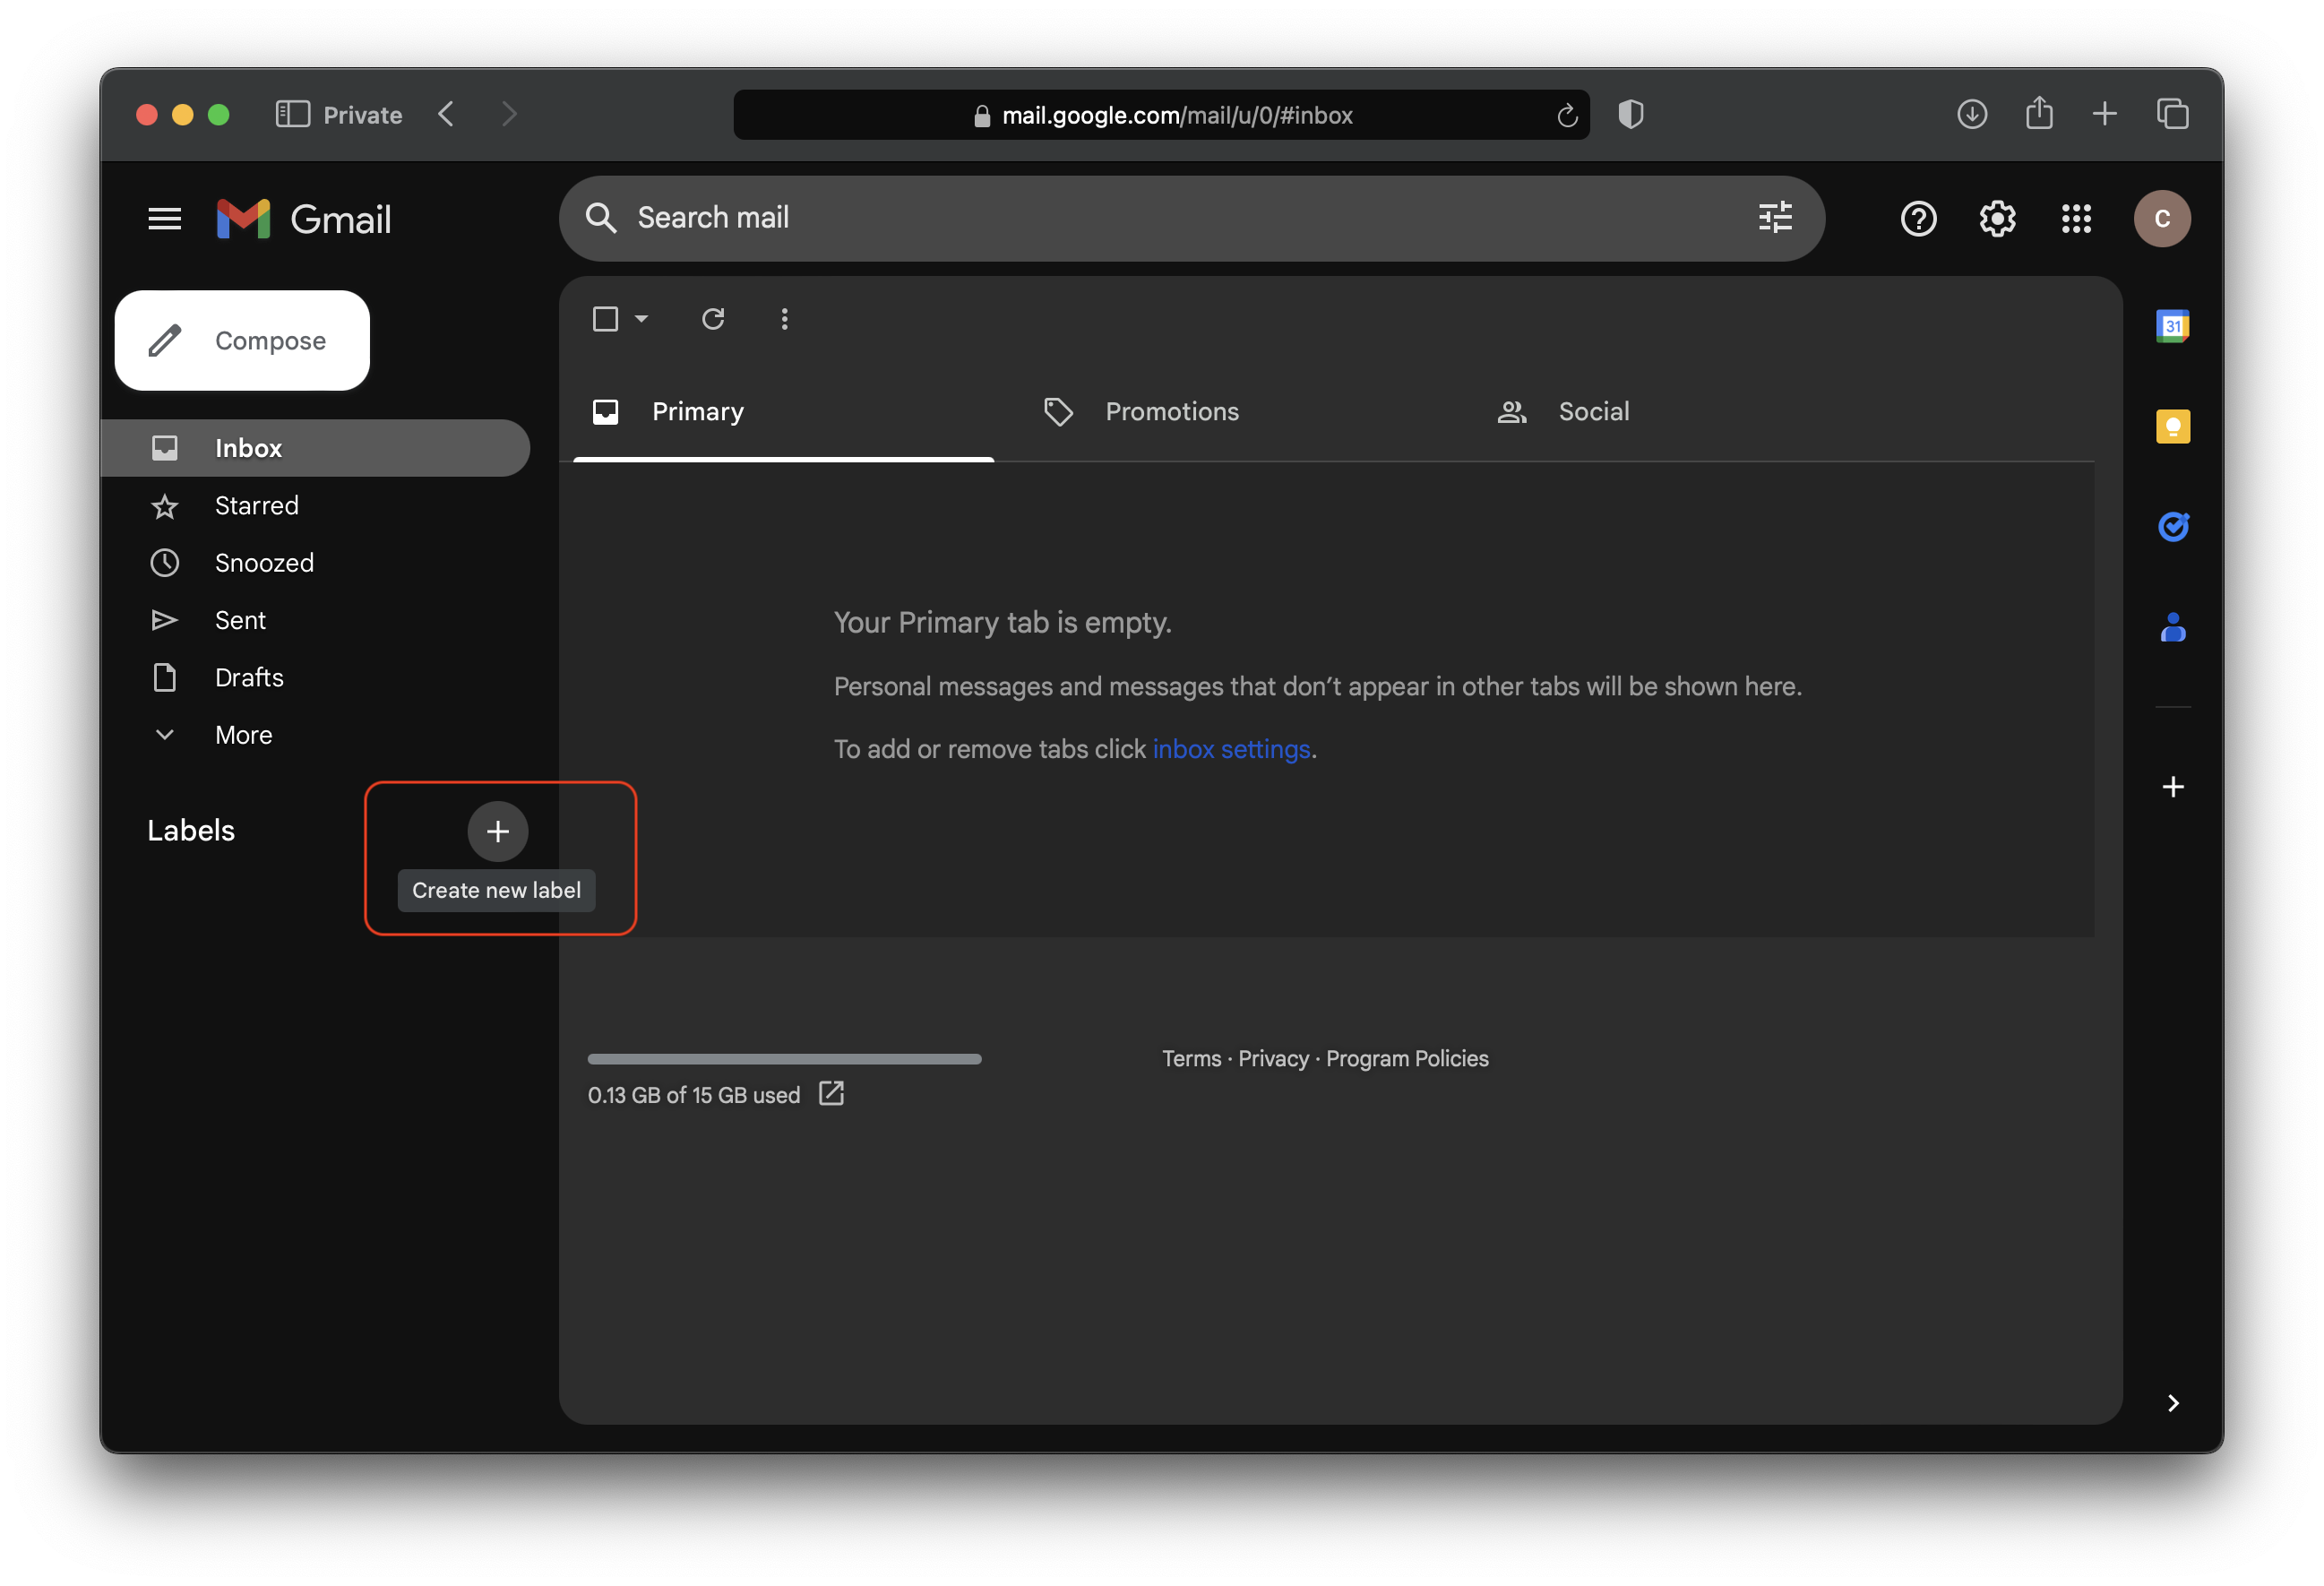 Private
mail.google.com/mail/u/0/#inbox
Gmail
Search mail
C
Compose
31
Primary
Promotions
Social
Inbox
Starred
Snoozed
Sent
Drafts
More
Your Primary tab is empty.
Personal messages and messages that don’t appear in other tabs will be shown here.
To add or remove tabs click inbox settings.
Labels
Create new label
Terms · Privacy · Program Policies
0.13 GB of 15 GB used